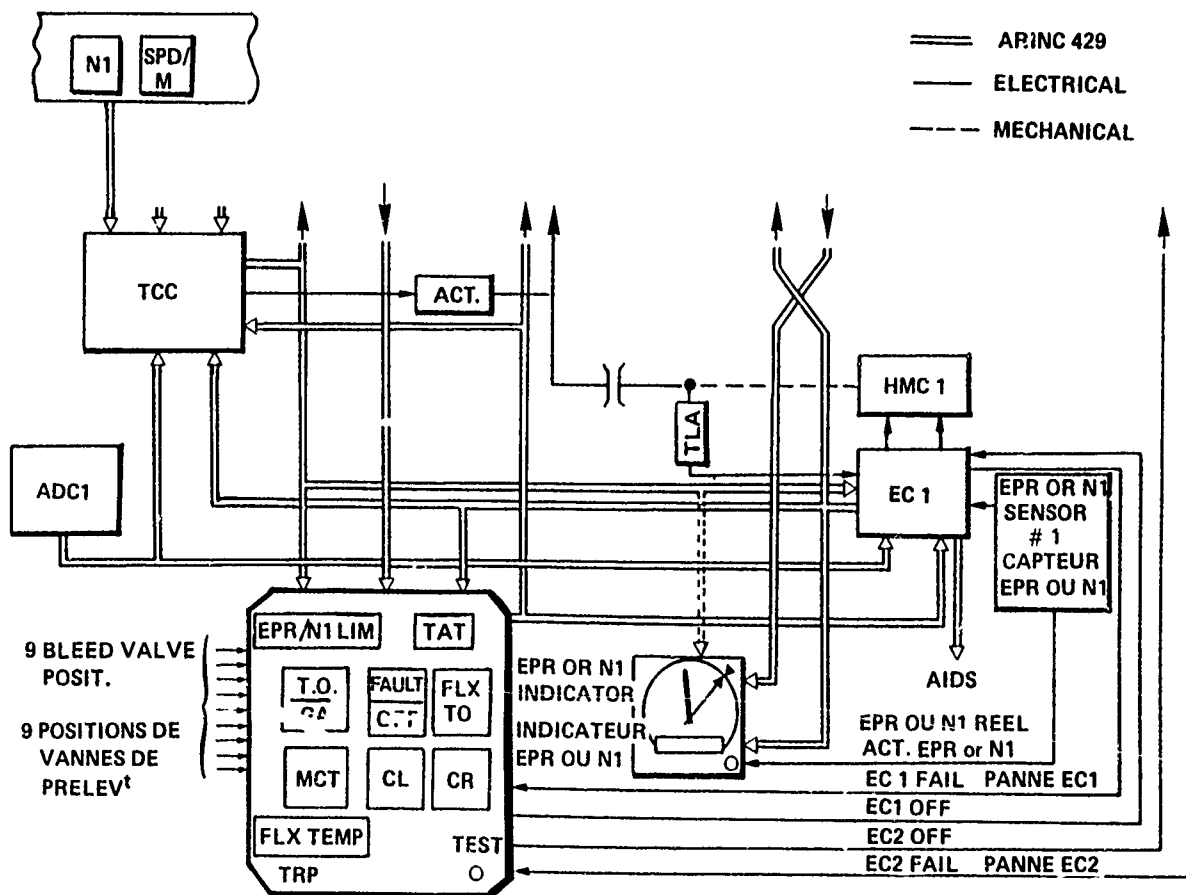 N1
SPD/
M
ARINC 429
ELECTRICAL
MECHANICAL
TCC
ACT.
HMC 1
TLA
ADC1
EC 1
EPR OR N1
SENSOR
# 1
CAPTEUR
EPR OU N1
AIDS
9 BLEED VALVE
POSIT.
9 POSITIONS DE
VANNES DE
PRELEVᵗ
EPR/N1 LIM
TAT
T.O.
GA
FAULT
OFF
FLX
TO
MCT
CL
CR
FLX TEMP
TEST
TRP
EPR OR N1
INDICATOR
INDICATEUR
EPR OU N1
EPR OU N1 REEL
ACT. EPR or N1
EC 1 FAIL PANNE EC1
EC1 OFF
EC2 OFF
EC2 FAIL PANNE EC2